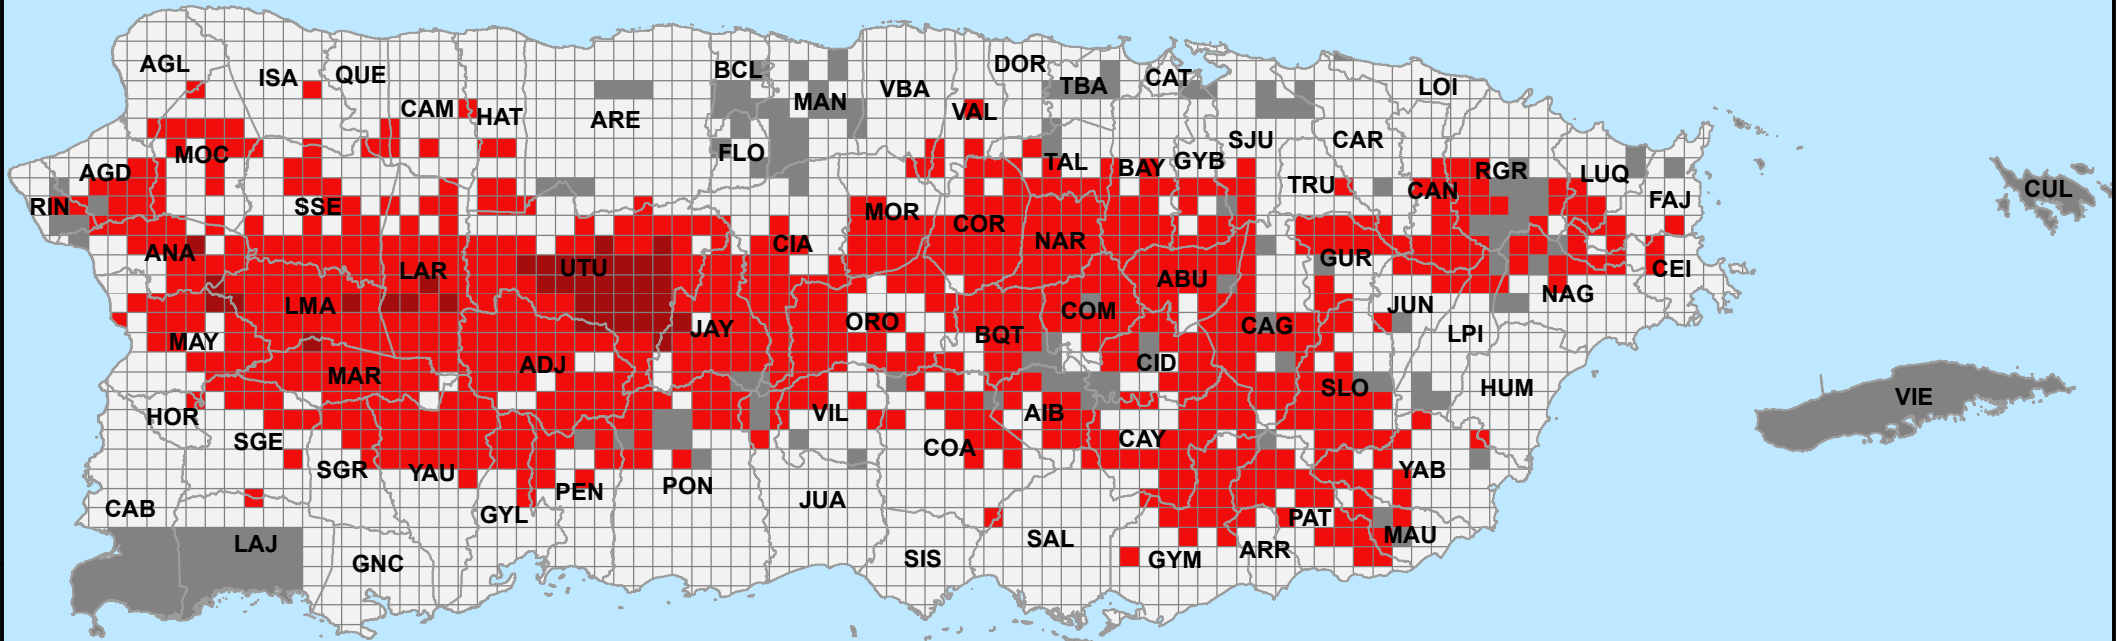 AGL
ISA
QUE
CAM
HAT
ARE
BCL
MAN
VBA
DOR
TBA
CAT
LOI
VAL
MOC
AGD
FLO
TAL
BAY
GYB
SJU
CAR
RGR
LUQ
RIN
SSE
MOR
COR
NAR
TRU
CAN
FAJ
CUL
ANA
LAR
UTU
CIA
ABU
GUR
CEI
LMA
JAY
ORO
BQT
COM
CAG
JUN
NAG
MAY
MAR
ADJ
CID
LPI
HOR
SGE
VIL
AIB
SLO
HUM
VIE
SGR
YAU
PEN
PON
COA
CAY
YAB
CAB
GYL
JUA
PAT
MAU
LAJ
GNC
SIS
SAL
GYM
ARR